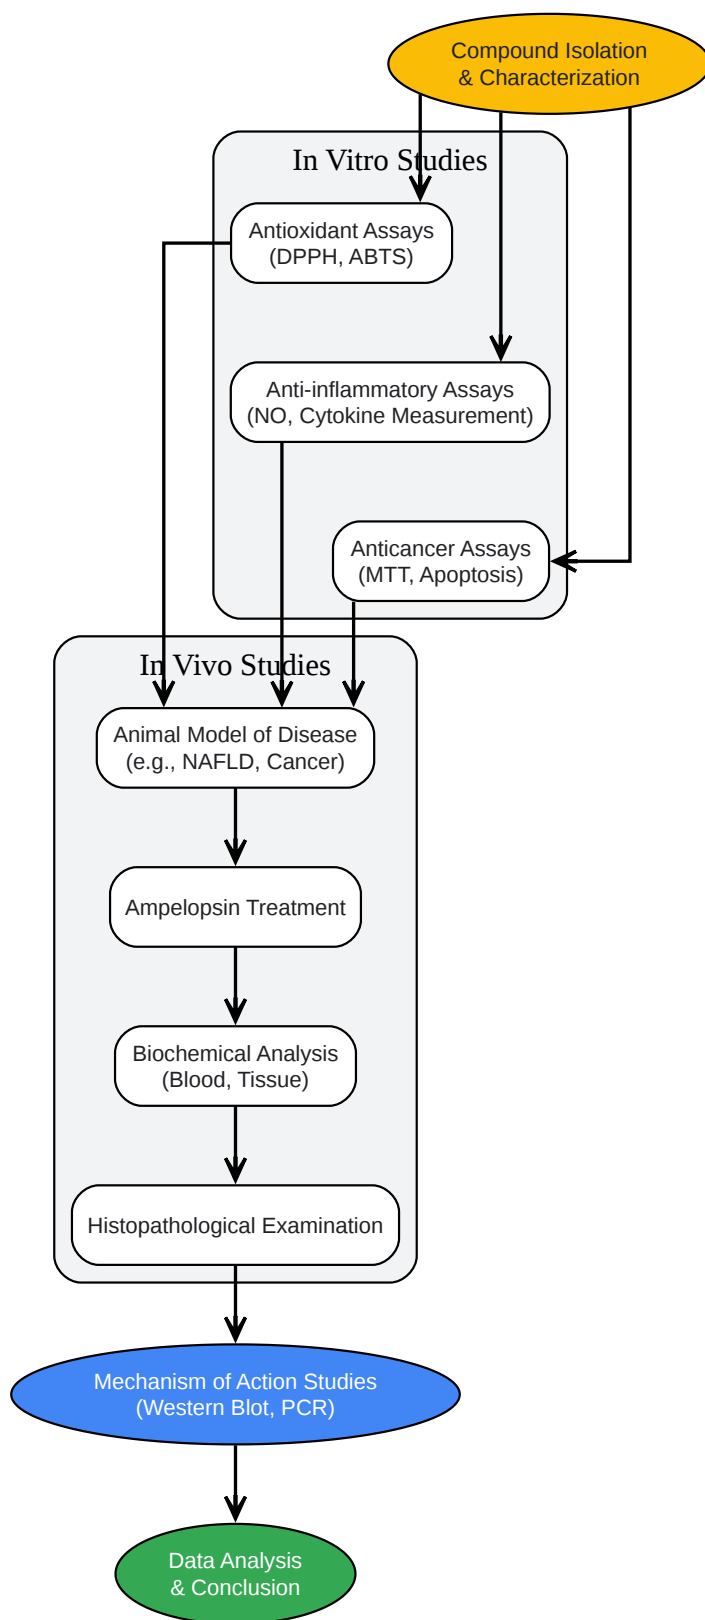 Compound Isolation
& Characterization
In Vitro Studies
Antioxidant Assays
(DPPH, ABTS)
Anti-inflammatory Assays
(NO, Cytokine Measurement)
Anticancer Assays
(MTT, Apoptosis)
In Vivo Studies
Animal Model of Disease
(e.g., NAFLD, Cancer)
Ampelopsin Treatment
Biochemical Analysis
(Blood, Tissue)
Histopathological Examination
Mechanism of Action Studies
(Western Blot, PCR)
Data Analysis
& Conclusion